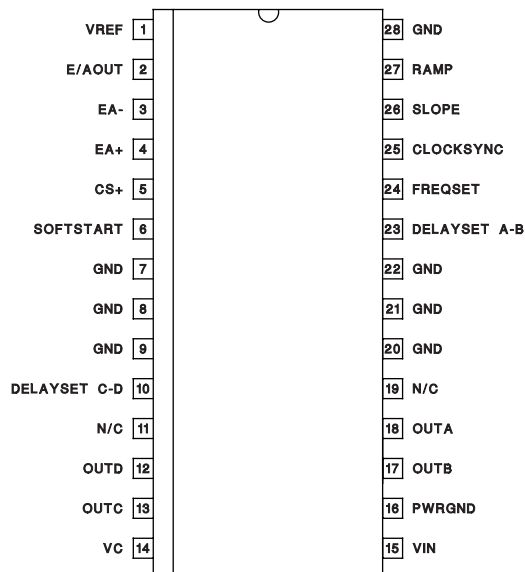 VREF 1 28 GND
E/AOUT 2 27 RAMP
EA- 3 26 SLOPE
EA+ 4 25 CLOCKSYNC
CS+ 5 24 FREQSET
SOFTSTART 6 23 DELAYSET A-B
GND 7 22 GND
GND 8 21 GND
GND 9 20 GND
DELAYSET C-D 10 19 N/C
N/C 11 18 OUTA
OUTD 12 17 OUTB
OUTC 13 16 PWRGND
VC 14 15 VIN